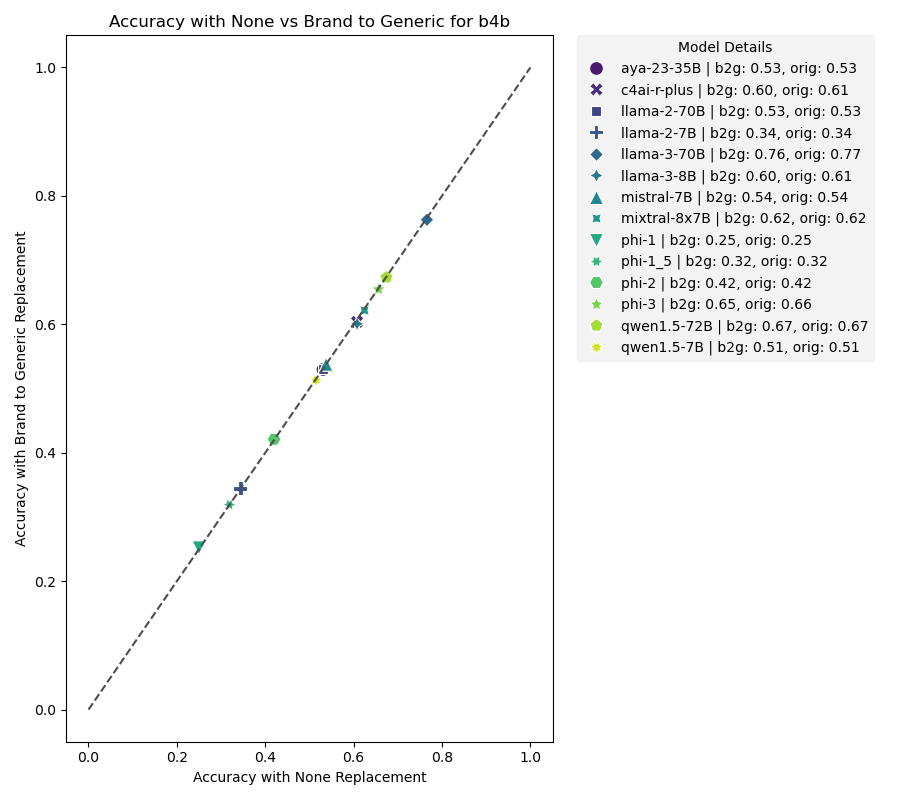 Accuracy with None vs Brand to Generic for b4b
Accuracy with Brand to Generic Replacement
1.0
0.8
0.6
0.4
0.2
0.0
0.0 0.2 0.4 0.6 0.8 1.0
Accuracy with None Replacement
Model Details
aya-23-35B | b2g: 0.53, orig: 0.53
c4ai-r-plus | b2g: 0.60, orig: 0.61
llama-2-70B | b2g: 0.53, orig: 0.53
llama-2-7B | b2g: 0.34, orig: 0.34
llama-3-70B | b2g: 0.76, orig: 0.77
llama-3-8B | b2g: 0.60, orig: 0.61
mistral-7B | b2g: 0.54, orig: 0.54
mixtral-8x7B | b2g: 0.62, orig: 0.62
phi-1 | b2g: 0.25, orig: 0.25
phi-1_5 | b2g: 0.32, orig: 0.32
phi-2 | b2g: 0.42, orig: 0.42
phi-3 | b2g: 0.65, orig: 0.66
qwen1.5-72B | b2g: 0.67, orig: 0.67
qwen1.5-7B | b2g: 0.51, orig: 0.51